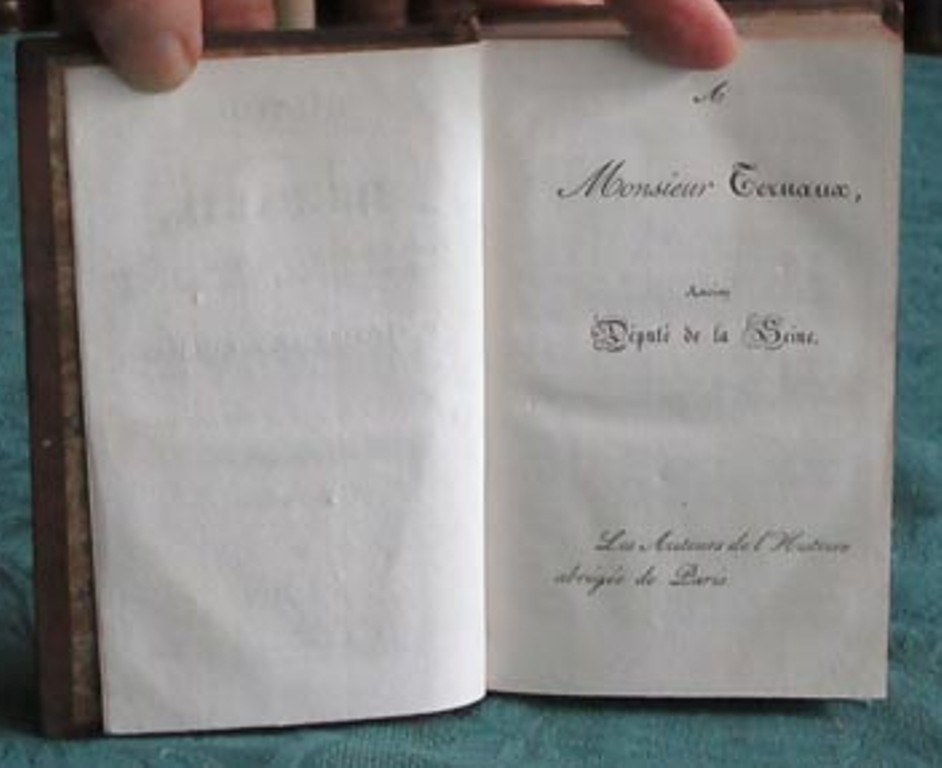 A
Monsieur Ternaux,
Ancien
Député de la Seine.
Les Auteurs de l'Histoire
abrégée de Paris